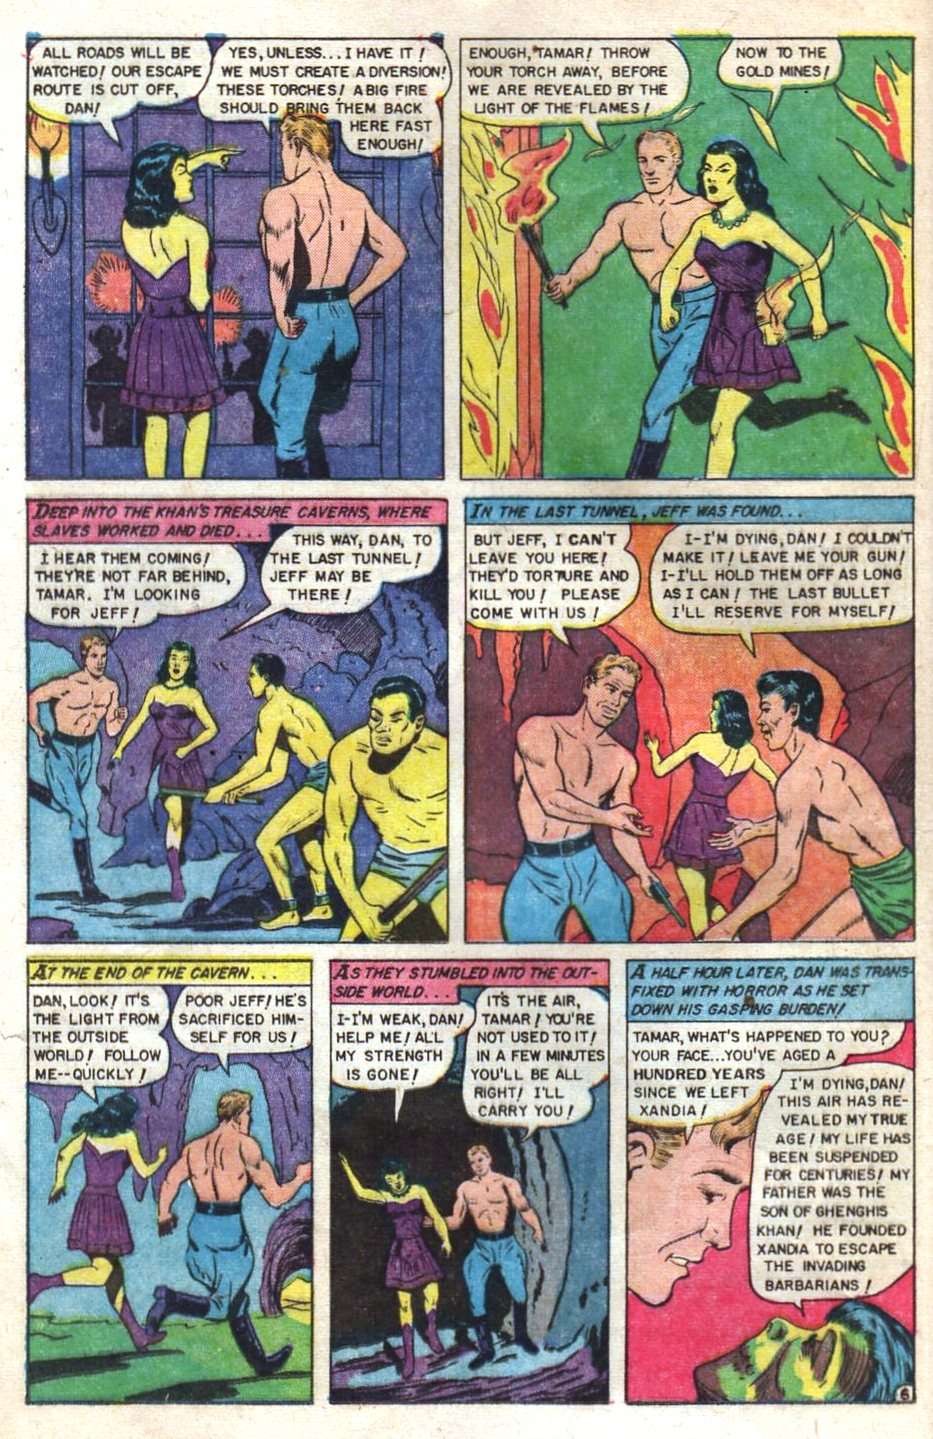 ALL ROADS WILL BE
WATCHED! OUR ESCAPE
ROUTE IS CUT OFF,
DAN!
YES, UNLESS... I HAVE IT!
WE MUST CREATE A DIVERSION!
THESE TORCHES! A BIG FIRE
SHOULD BRING THEM BACK
HERE FAST
ENOUGH!
ENOUGH, TAMAR! THROW
YOUR TORCH AWAY, BEFORE
WE ARE REVEALED BY THE
LIGHT OF THE FLAMES!
NOW TO THE
GOLD MINES!
DEEP INTO THE KHAN'S TREASURE CAVERNS, WHERE
SLAVES WORKED AND DIED...
I HEAR THEM COMING!
THEY'RE NOT FAR BEHIND,
TAMAR. I'M LOOKING
FOR JEFF!
THIS WAY, DAN, TO
THE LAST TUNNEL!
JEFF MAY BE
THERE!
IN THE LAST TUNNEL, JEFF WAS FOUND...
BUT JEFF, I CAN'T
LEAVE YOU HERE!
THEY'D TORTURE AND
KILL YOU! PLEASE
COME WITH US!
I-I'M DYING, DAN! I COULDN'T
MAKE IT! LEAVE ME YOUR GUN!
I-I'LL HOLD THEM OFF AS LONG
AS I CAN! THE LAST BULLET
I'LL RESERVE FOR MYSELF!
AT THE END OF THE CAVERN...
DAN, LOOK! IT'S
THE LIGHT FROM
THE OUTSIDE
WORLD! FOLLOW
ME--QUICKLY!
POOR JEFF! HE'S
SACRIFICED HIM-
SELF FOR US!
AS THEY STUMBLED INTO THE OUT-
SIDE WORLD...
I-I'M WEAK, DAN!
HELP ME! ALL
MY STRENGTH
IS GONE!
IT'S THE AIR,
TAMAR! YOU'RE
NOT USED TO IT!
IN A FEW MINUTES
YOU'LL BE ALL
RIGHT! I'LL
CARRY YOU!
A HALF HOUR LATER, DAN WAS TRANS-
FIXED WITH HORROR AS HE SET
DOWN HIS GASPING BURDEN!
TAMAR, WHAT'S HAPPENED TO YOU?
YOUR FACE...YOU'VE AGED A
HUNDRED YEARS
SINCE WE LEFT
XANDIA!
I'M DYING, DAN!
THIS AIR HAS RE-
VEALED MY TRUE
AGE! MY LIFE HAS
BEEN SUSPENDED
FOR CENTURIES! MY
FATHER WAS THE
SON OF GHENGHIS
KHAN! HE FOUNDED
XANDIA TO ESCAPE
THE INVADING
BARBARIANS!
6